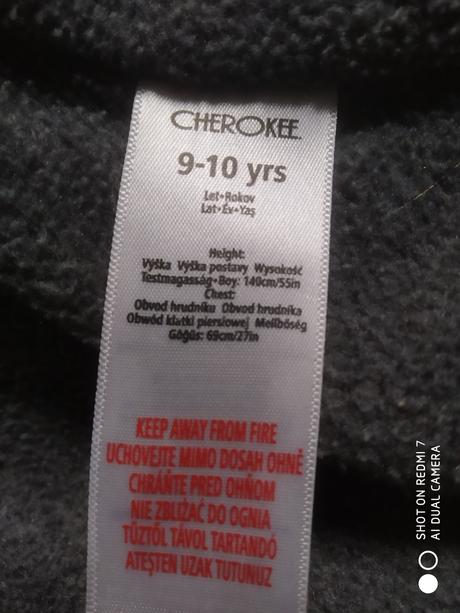 CHEROKEE
9-10 yrs
Let•Rokov
Lat•Év•Yaş
Height:
Výška Výška postavy Wysokość
Testmagasság•Boy: 140cm/55in
Chest:
Obvod hrudníku Obvod hrudníka
Obwód klatki piersiowej Mellbőség
Göğüs: 69cm/27in
KEEP AWAY FROM FIRE
UCHOVEJTE MIMO DOSAH OHNĚ
CHRÁŇTE PRED OHŇOM
NIE ZBLIŻAĆ DO OGNIA
TŰZTŐL TÁVOL TARTANDÓ
ATEŞTEN UZAK TUTUNUZ
SHOT ON REDMI 7
AI DUAL CAMERA